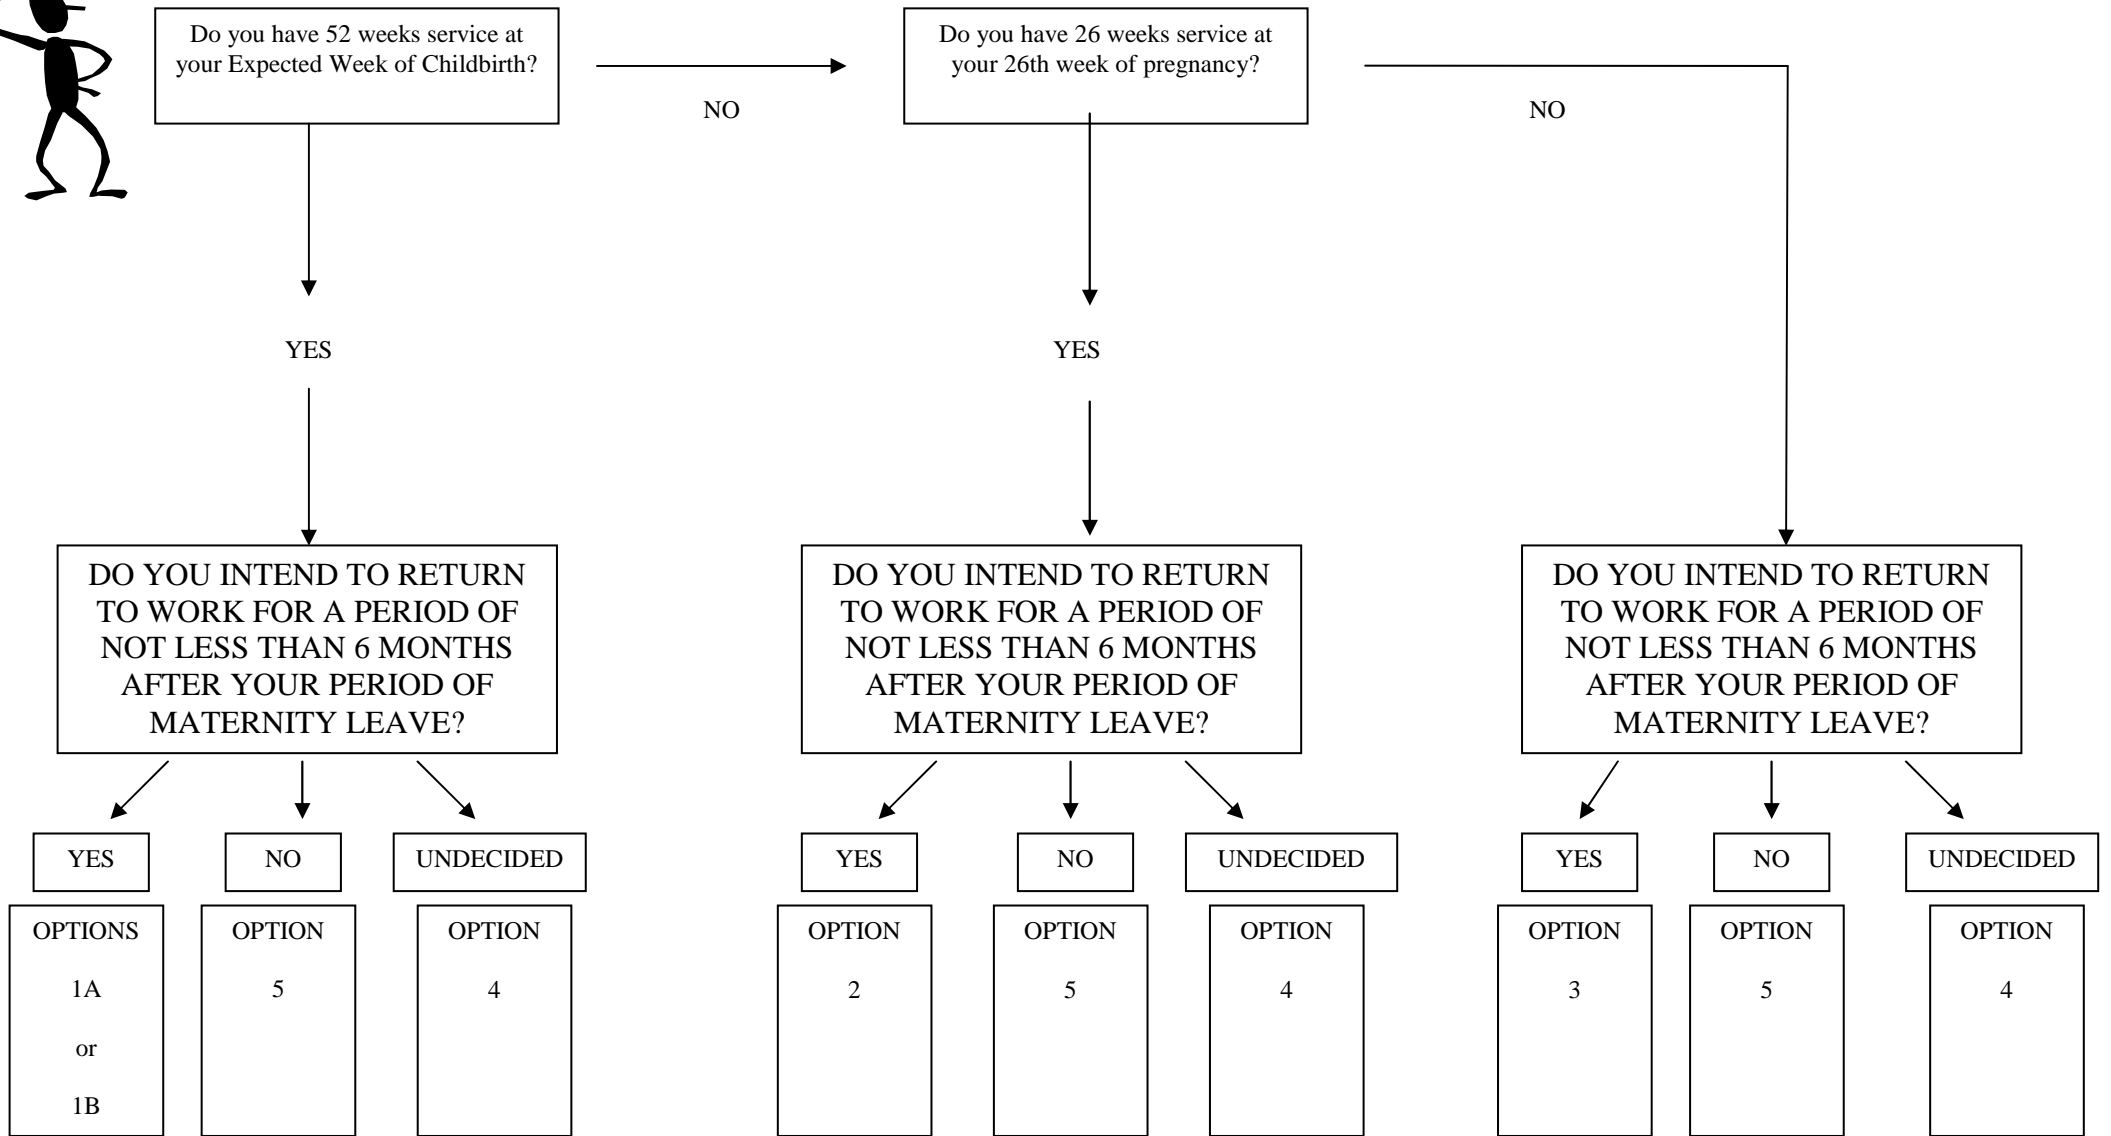 Do you have 52 weeks service at
your Expected Week of Childbirth?
NO
Do you have 26 weeks service at
your 26th week of pregnancy?
NO
YES
YES
DO YOU INTEND TO RETURN
TO WORK FOR A PERIOD OF
NOT LESS THAN 6 MONTHS
AFTER YOUR PERIOD OF
MATERNITY LEAVE?
DO YOU INTEND TO RETURN
TO WORK FOR A PERIOD OF
NOT LESS THAN 6 MONTHS
AFTER YOUR PERIOD OF
MATERNITY LEAVE?
DO YOU INTEND TO RETURN
TO WORK FOR A PERIOD OF
NOT LESS THAN 6 MONTHS
AFTER YOUR PERIOD OF
MATERNITY LEAVE?
YES
NO
UNDECIDED
YES
NO
UNDECIDED
YES
NO
UNDECIDED
OPTIONS
1A
or
1B
OPTION
5
OPTION
4
OPTION
2
OPTION
5
OPTION
4
OPTION
3
OPTION
5
OPTION
4